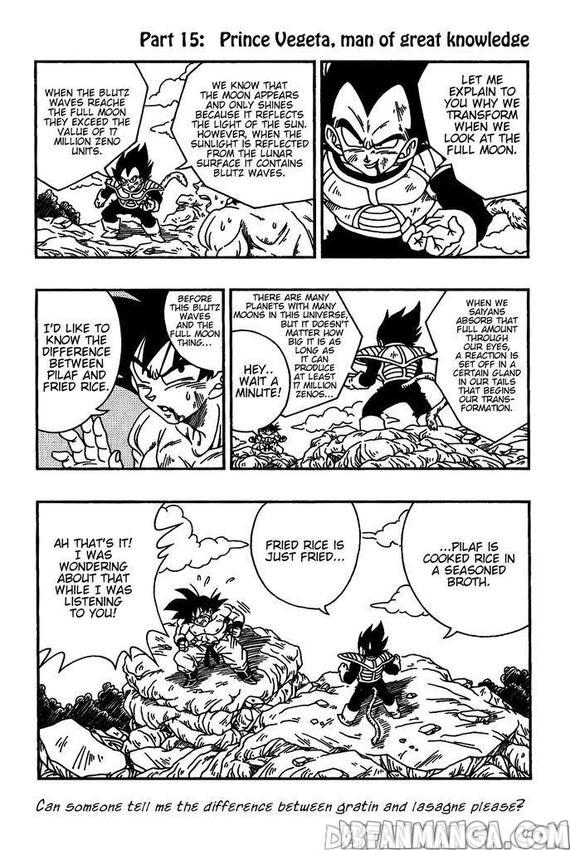 Part 15: Prince Vegeta, man of great knowledge
LET ME
EXPLAIN TO
YOU WHY WE
TRANSFORM
WHEN WE
LOOK AT THE
FULL MOON.
WE KNOW THAT
THE MOON APPEARS
AND ONLY SHINES
BECAUSE IT REFLECTS
THE LIGHT OF THE SUN.
HOWEVER, WHEN THE
SUNLIGHT IS REFLECTED
FROM THE LUNAR
SURFACE IT CONTAINS
BLUTZ WAVES.
WHEN THE BLUTZ
WAVES REACHE
THE FULL MOON
THEY EXCEED THE
VALUE OF 17
MILLION ZENO
UNITS.
WHEN WE
SAIYANS
ABSORB THAT
FULL AMOUNT
THROUGH
OUR EYES,
A REACTION IS
SET OFF IN A
CERTAIN GLAND
IN OUR TAILS
THAT BEGINS
OUR TRANS-
FORMATION.
THERE ARE MANY
PLANETS WITH MANY
MOONS IN THIS UNIVERSE,
BUT IT DOESN'T
MATTER HOW
BIG IT IS AS
LONG AS
IT CAN
PRODUCE
AT LEAST
17 MILLION
ZENOS...
HEY..
WAIT A
MINUTE!
BEFORE
THIS BLUTZ
WAVES
AND THE
FULL MOON
THING...
I'D LIKE TO
KNOW THE
DIFFERENCE
BETWEEN
PILAF AND
FRIED RICE.
...PILAF IS
COOKED RICE IN
A SEASONED
BROTH.
FRIED RICE IS
JUST FRIED...
AH THAT'S IT!
I WAS
WONDERING
ABOUT THAT
WHILE I WAS
LISTENING
TO YOU!
Can someone tell me the difference between gratin and lasagne please?
DBFANMANGA.COM